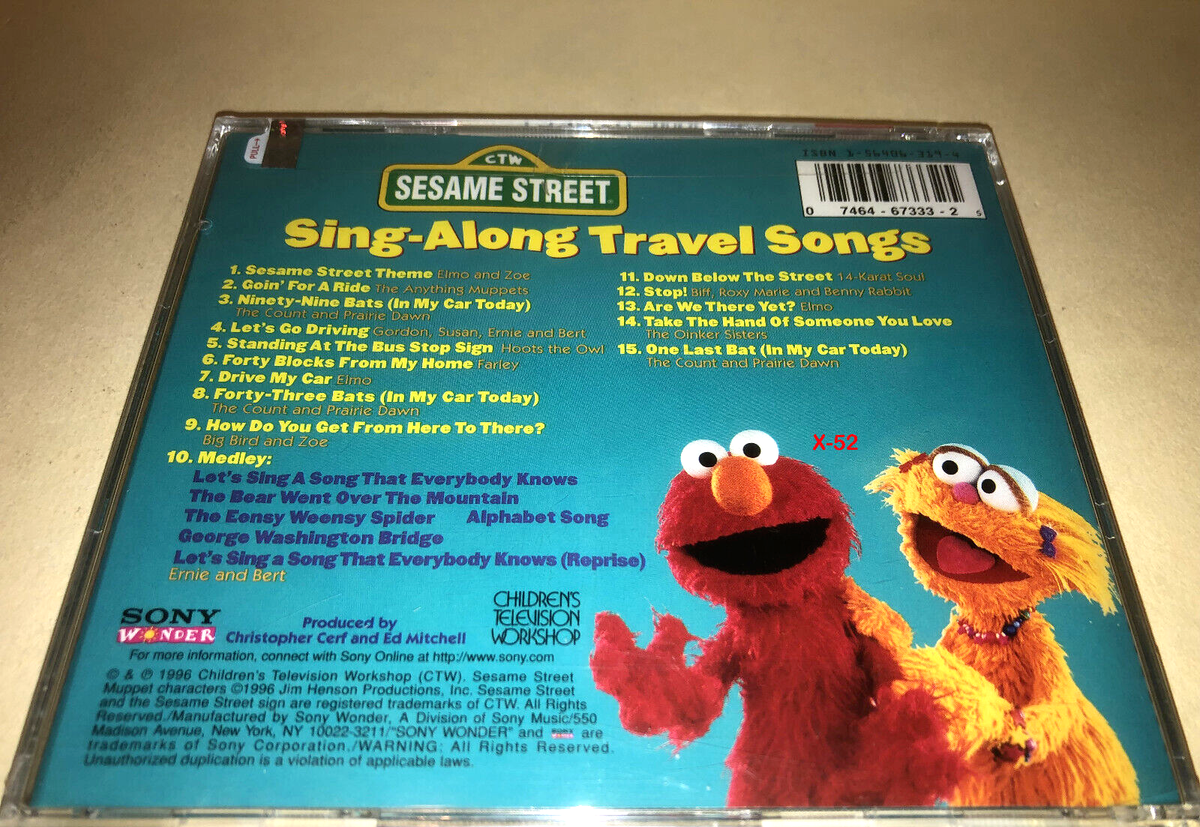 PULL→
CTW
SESAME STREET
ISBN 1-56406-359-4
0 7464-67333-2 5
Sing-Along Travel Songs
1. Sesame Street Theme Elmo and Zoe
2. Goin' For A Ride The Anything Muppets
3. Ninety-Nine Bats (In My Car Today)
The Count and Prairie Dawn
4. Let's Go Driving Gordon, Susan, Ernie and Bert
5. Standing At The Bus Stop Sign Hoots the Owl
6. Forty Blocks From My Home Farley
7. Drive My Car Elmo
8. Forty-Three Bats (In My Car Today)
The Count and Prairie Dawn
9. How Do You Get From Here To There?
Big Bird and Zoe
10. Medley:
Let's Sing A Song That Everybody Knows
The Bear Went Over The Mountain
The Eensy Weensy Spider Alphabet Song
George Washington Bridge
Let's Sing a Song That Everybody Knows (Reprise)
Ernie and Bert
11. Down Below The Street 14-Karat Soul
12. Stop! Biff, Roxy Marie and Benny Rabbit
13. Are We There Yet? Elmo
14. Take The Hand Of Someone You Love
The Oinker Sisters
15. One Last Bat (In My Car Today)
The Count and Prairie Dawn
X-52
SONY
WONDER
Produced by
Christopher Cerf and Ed Mitchell
CHILDREN'S
TELEVISION
WORKSHOP
For more information, connect with Sony Online at http://www.sony.com
© & ℗ 1996 Children's Television Workshop (CTW). Sesame Street
Muppet characters ©1996 Jim Henson Productions, Inc. Sesame Street
and the Sesame Street sign are registered trademarks of CTW. All Rights
Reserved./Manufactured by Sony Wonder, A Division of Sony Music/550
Madison Avenue, New York, NY 10022-3211/"SONY WONDER" and are
trademarks of Sony Corporation./WARNING: All Rights Reserved.
Unauthorized duplication is a violation of applicable laws.